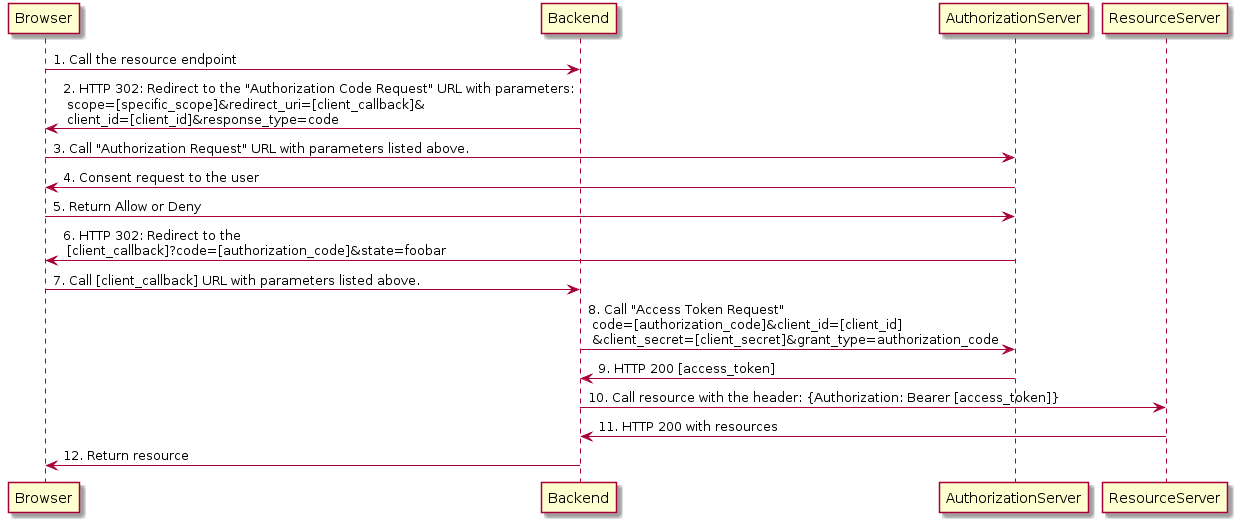 Browser
Backend
AuthorizationServer
ResourceServer
1. Call the resource endpoint
2. HTTP 302: Redirect to the "Authorization Code Request" URL with parameters:
scope=[specific_scope]&redirect_uri=[client_callback]&
client_id=[client_id]&response_type=code
3. Call "Authorization Request" URL with parameters listed above.
4. Consent request to the user
5. Return Allow or Deny
6. HTTP 302: Redirect to the
[client_callback]?code=[authorization_code]&state=foobar
7. Call [client_callback] URL with parameters listed above.
8. Call "Access Token Request"
code=[authorization_code]&client_id=[client_id]
&client_secret=[client_secret]&grant_type=authorization_code
9. HTTP 200 [access_token]
10. Call resource with the header: {Authorization: Bearer [access_token]}
11. HTTP 200 with resources
12. Return resource
Browser
Backend
AuthorizationServer
ResourceServer